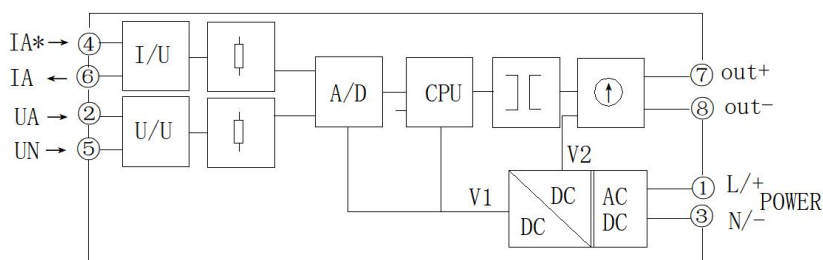 IA* → ④ I/U
IA ← ⑥
UA → ② U/U
UN → ⑤
A/D CPU
⑦ out+
⑧ out-
V1 V2
DC DC
AC DC
① L/+
③ N/-
POWER